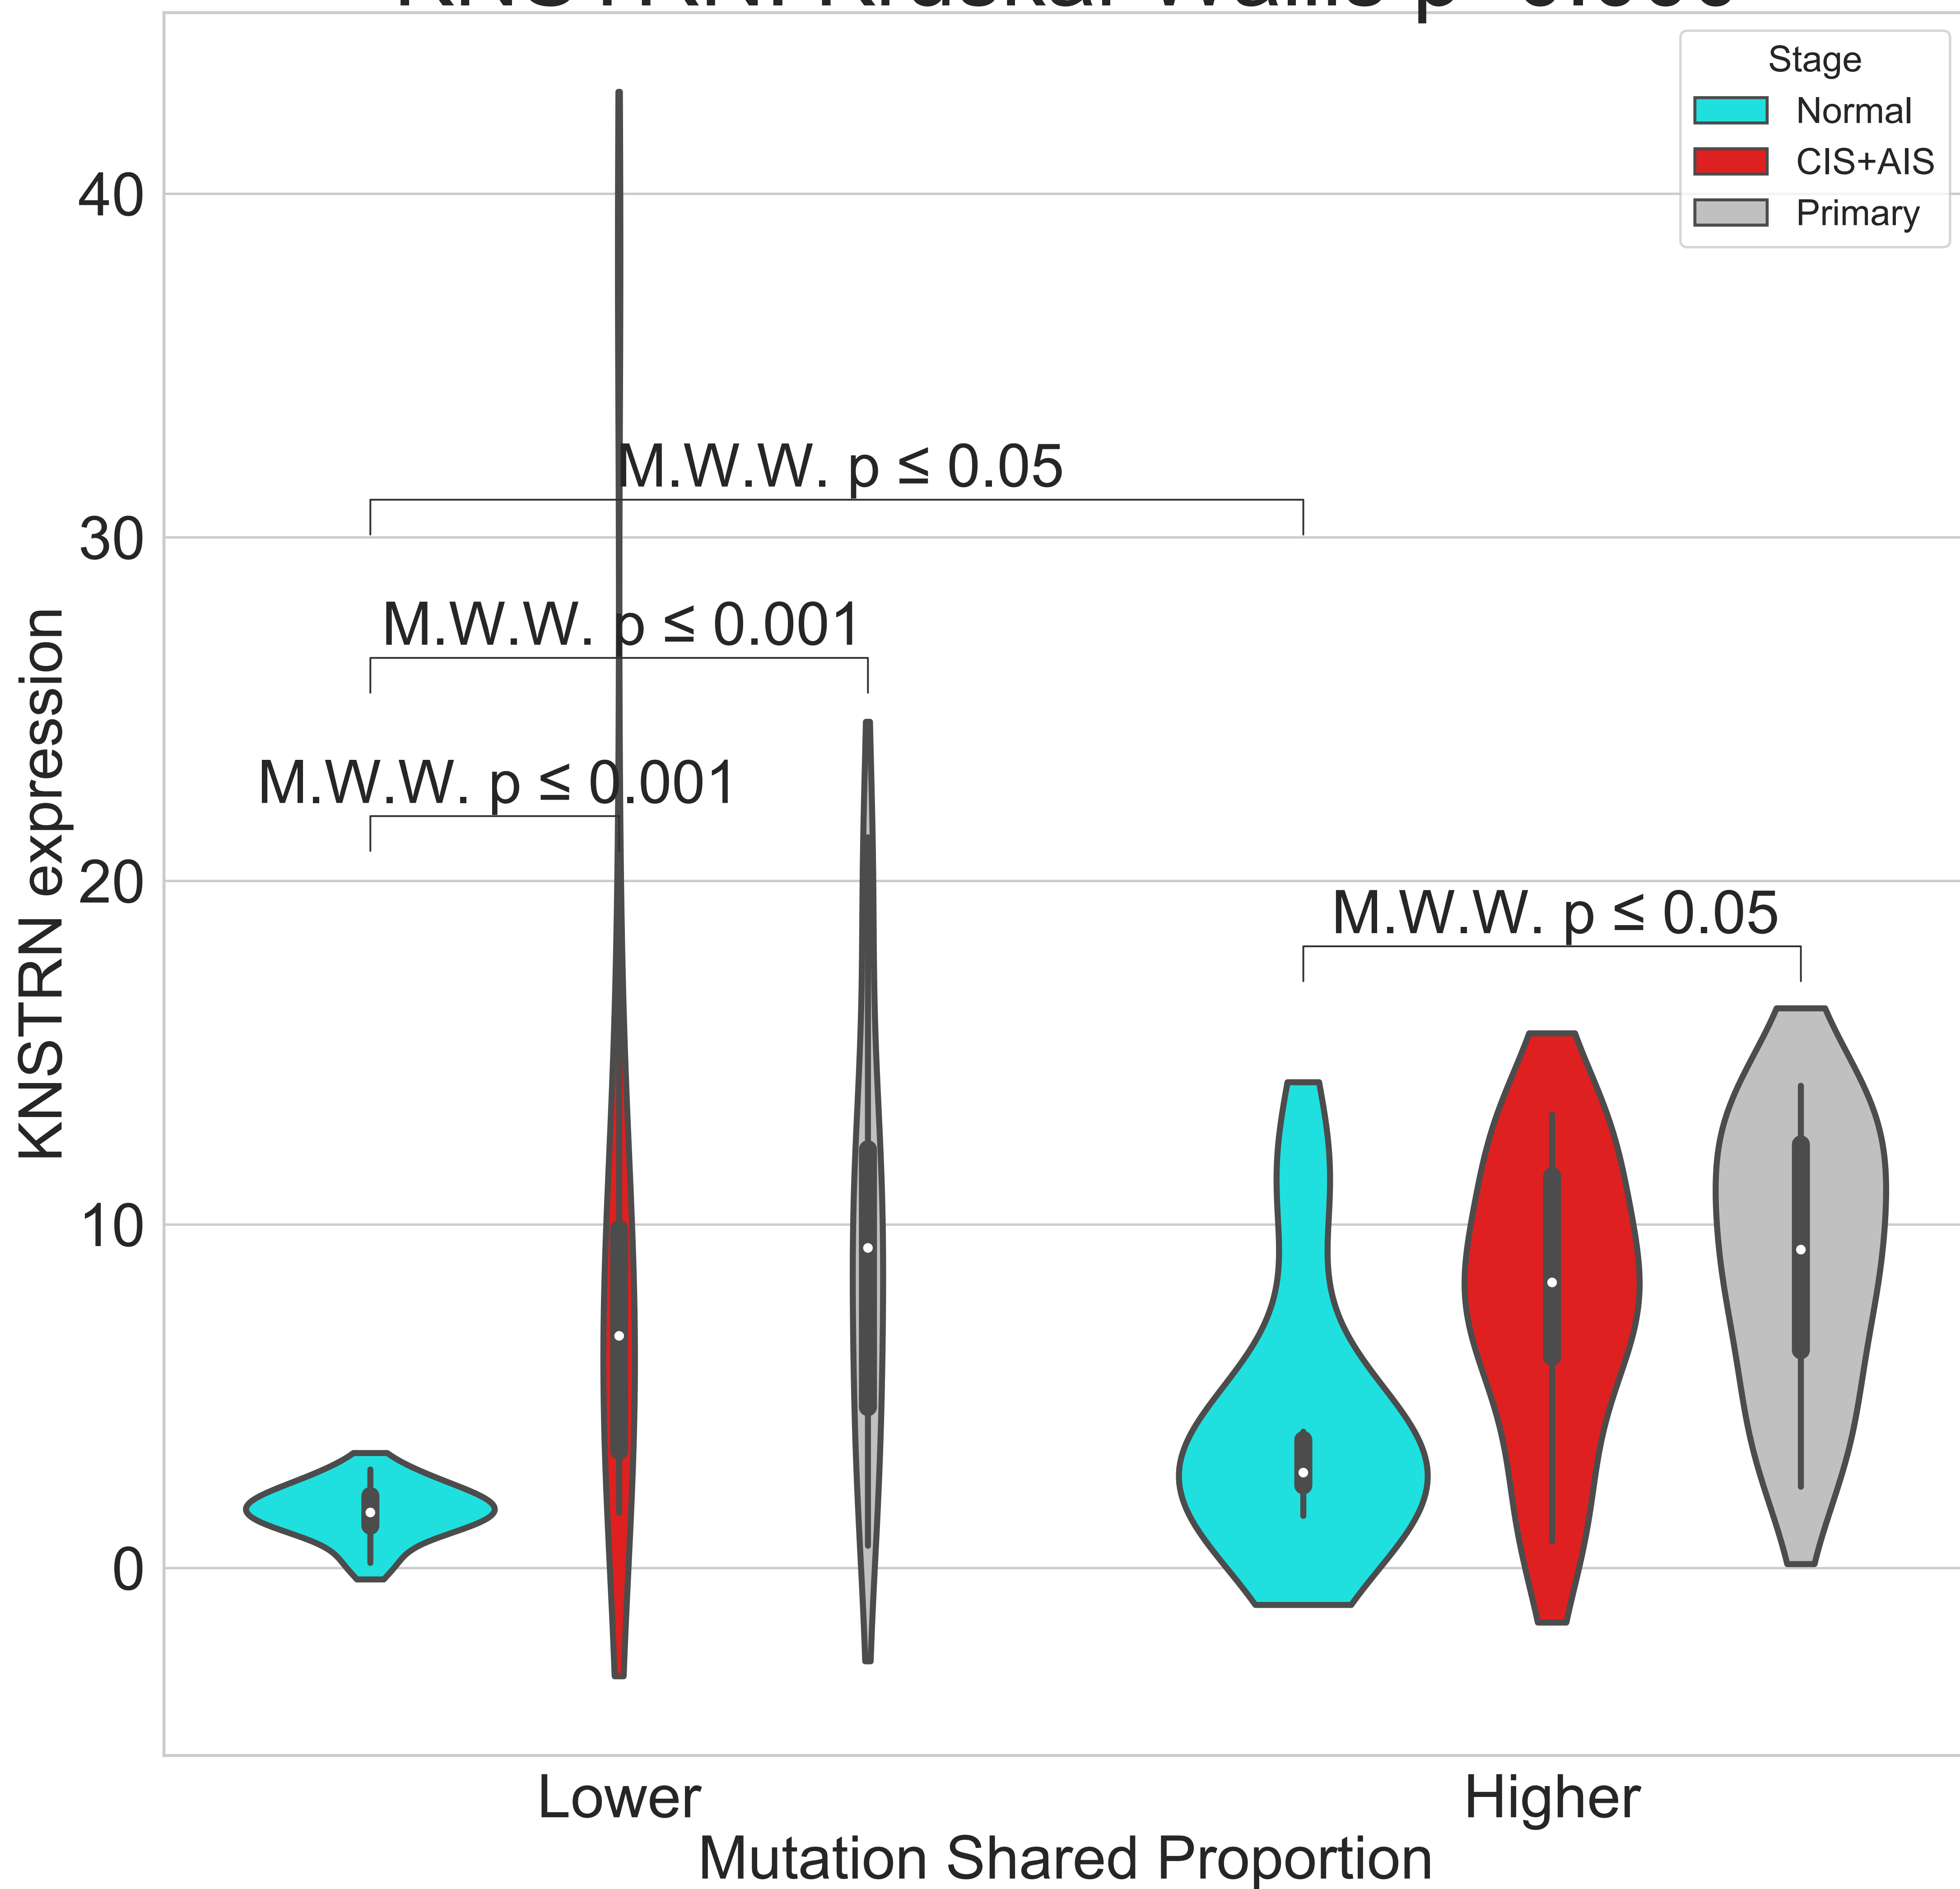 Stage
Normal
CIS+AIS
Primary
40
30
20
10
0
KNSTRN expression
M.W.W. p ≤ 0.05
M.W.W. p ≤ 0.001
M.W.W. p ≤ 0.001
M.W.W. p ≤ 0.05
Lower
Higher
Mutation Shared Proportion